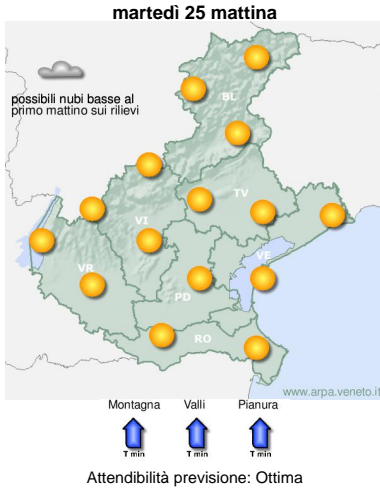 martedì 25 mattina
possibili nubi basse al
primo mattino sui rilievi
BL
TV
VI
VE
VR
PD
RO
www.arpa.veneto.it
Montagna Valli Pianura
T min T min T min
Attendibilità previsione: Ottima